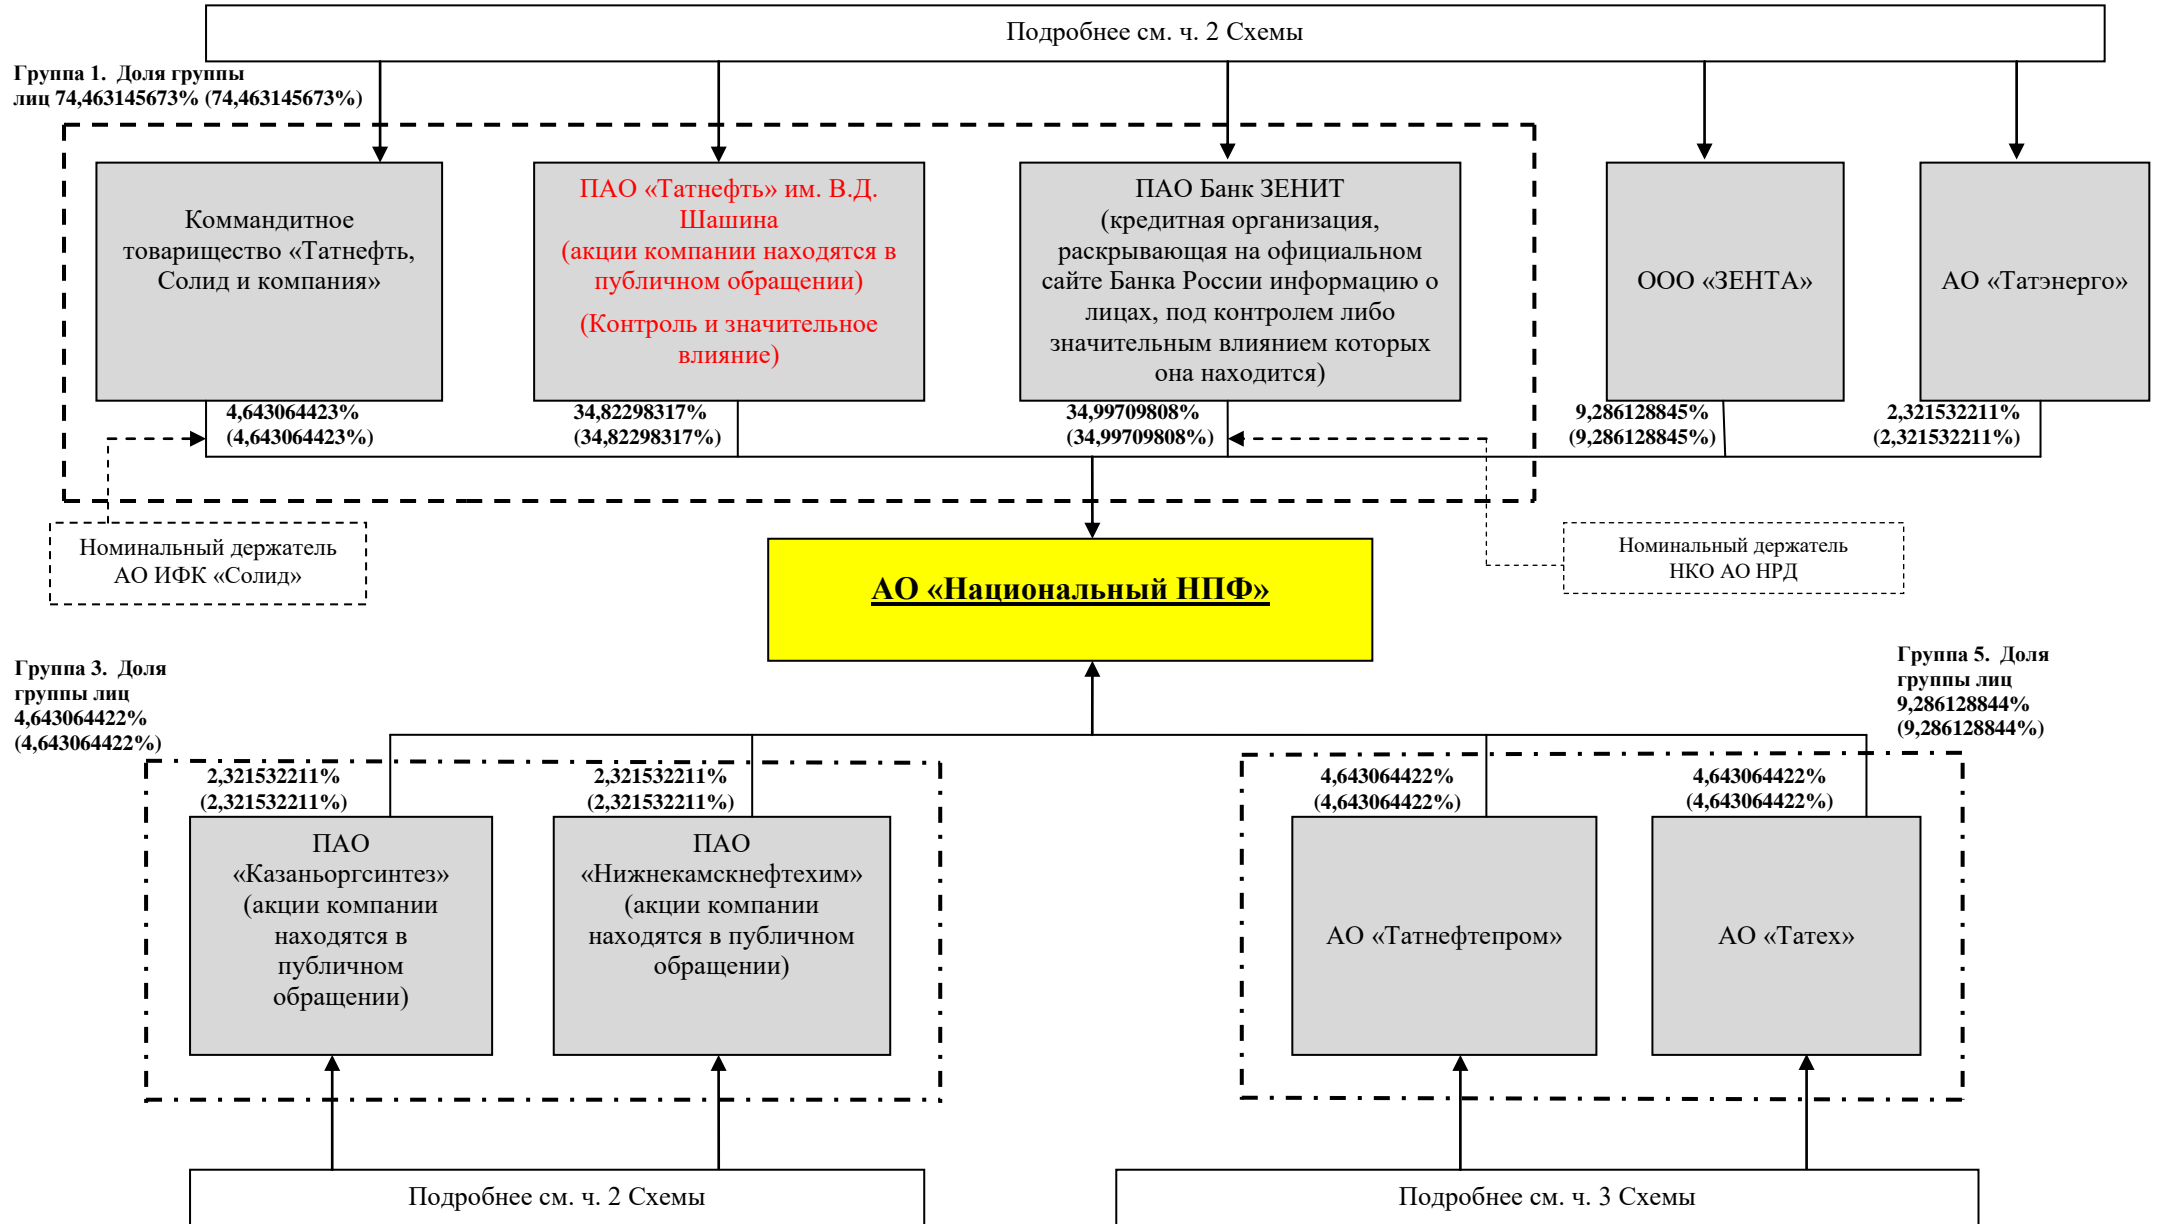 Подробнее см. ч. 2 Схемы
Группа 1.  Доля группы
лиц 74,463145673% (74,463145673%)
Коммандитное
товарищество «Татнефть,
Солид и компания»
ПАО «Татнефть» им. В.Д.
Шашина
(акции компании находятся в
публичном обращении)
(Контроль и значительное
влияние)
ПАО Банк ЗЕНИТ
(кредитная организация,
раскрывающая на официальном
сайте Банка России информацию о
лицах, под контролем либо
значительным влиянием которых
она находится)
ООО «ЗЕНТА»
АО «Татэнерго»
4,643064423%
(4,643064423%)
34,82298317%
(34,82298317%)
34,99709808%
(34,99709808%)
9,286128845%
(9,286128845%)
2,321532211%
(2,321532211%)
Номинальный держатель
АО ИФК «Солид»
Номинальный держатель
НКО АО НРД
АО «Национальный НПФ»
Группа 3.  Доля
группы лиц
4,643064422%
(4,643064422%)
Группа 5.  Доля
группы лиц
9,286128844%
(9,286128844%)
2,321532211%
(2,321532211%)
2,321532211%
(2,321532211%)
4,643064422%
(4,643064422%)
4,643064422%
(4,643064422%)
ПАО
«Казаньоргсинтез»
(акции компании
находятся в
публичном
обращении)
ПАО
«Нижнекамскнефтехим»
(акции компании
находятся в публичном
обращении)
АО «Татнефтепром»
АО «Татех»
Подробнее см. ч. 2 Схемы
Подробнее см. ч. 3 Схемы